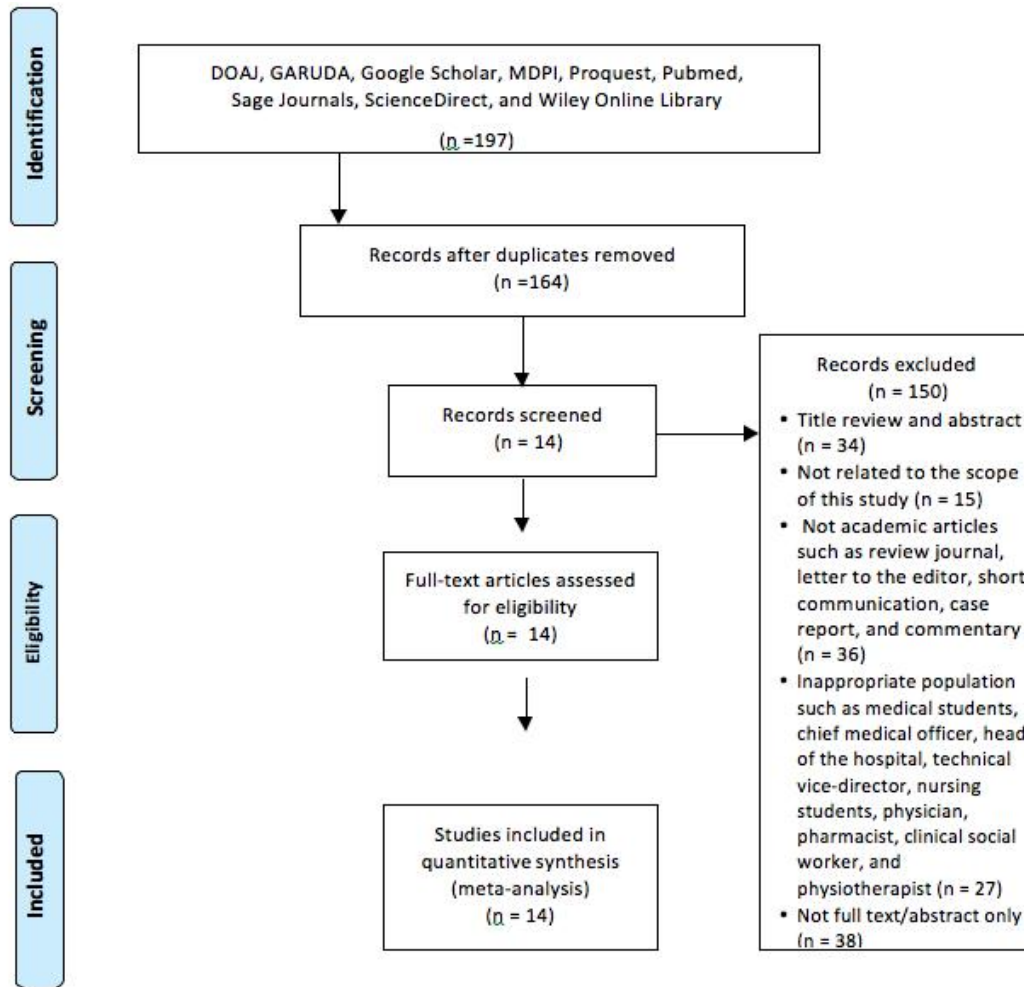 Identification
DOAJ, GARUDA, Google Scholar, MDPI, Proquest, Pubmed,
Sage Journals, ScienceDirect, and Wiley Online Library
(n =197)
Records after duplicates removed
(n =164)
Screening
Records screened
(n = 14)
Records excluded
(n = 150)
• Title review and abstract
(n = 34)
• Not related to the scope
of this study (n = 15)
• Not academic articles
such as review journal,
letter to the editor, short
communication, case
report, and commentary
(n = 36)
• Inappropriate population
such as medical students,
chief medical officer, head
of the hospital, technical
vice-director, nursing
students, physician,
pharmacist, clinical social
worker, and
physiotherapist (n = 27)
• Not full text/abstract only
(n = 38)
Eligibility
Full-text articles assessed
for eligibility
(n = 14)
Included
Studies included in
quantitative synthesis
(meta-analysis)
(n = 14)